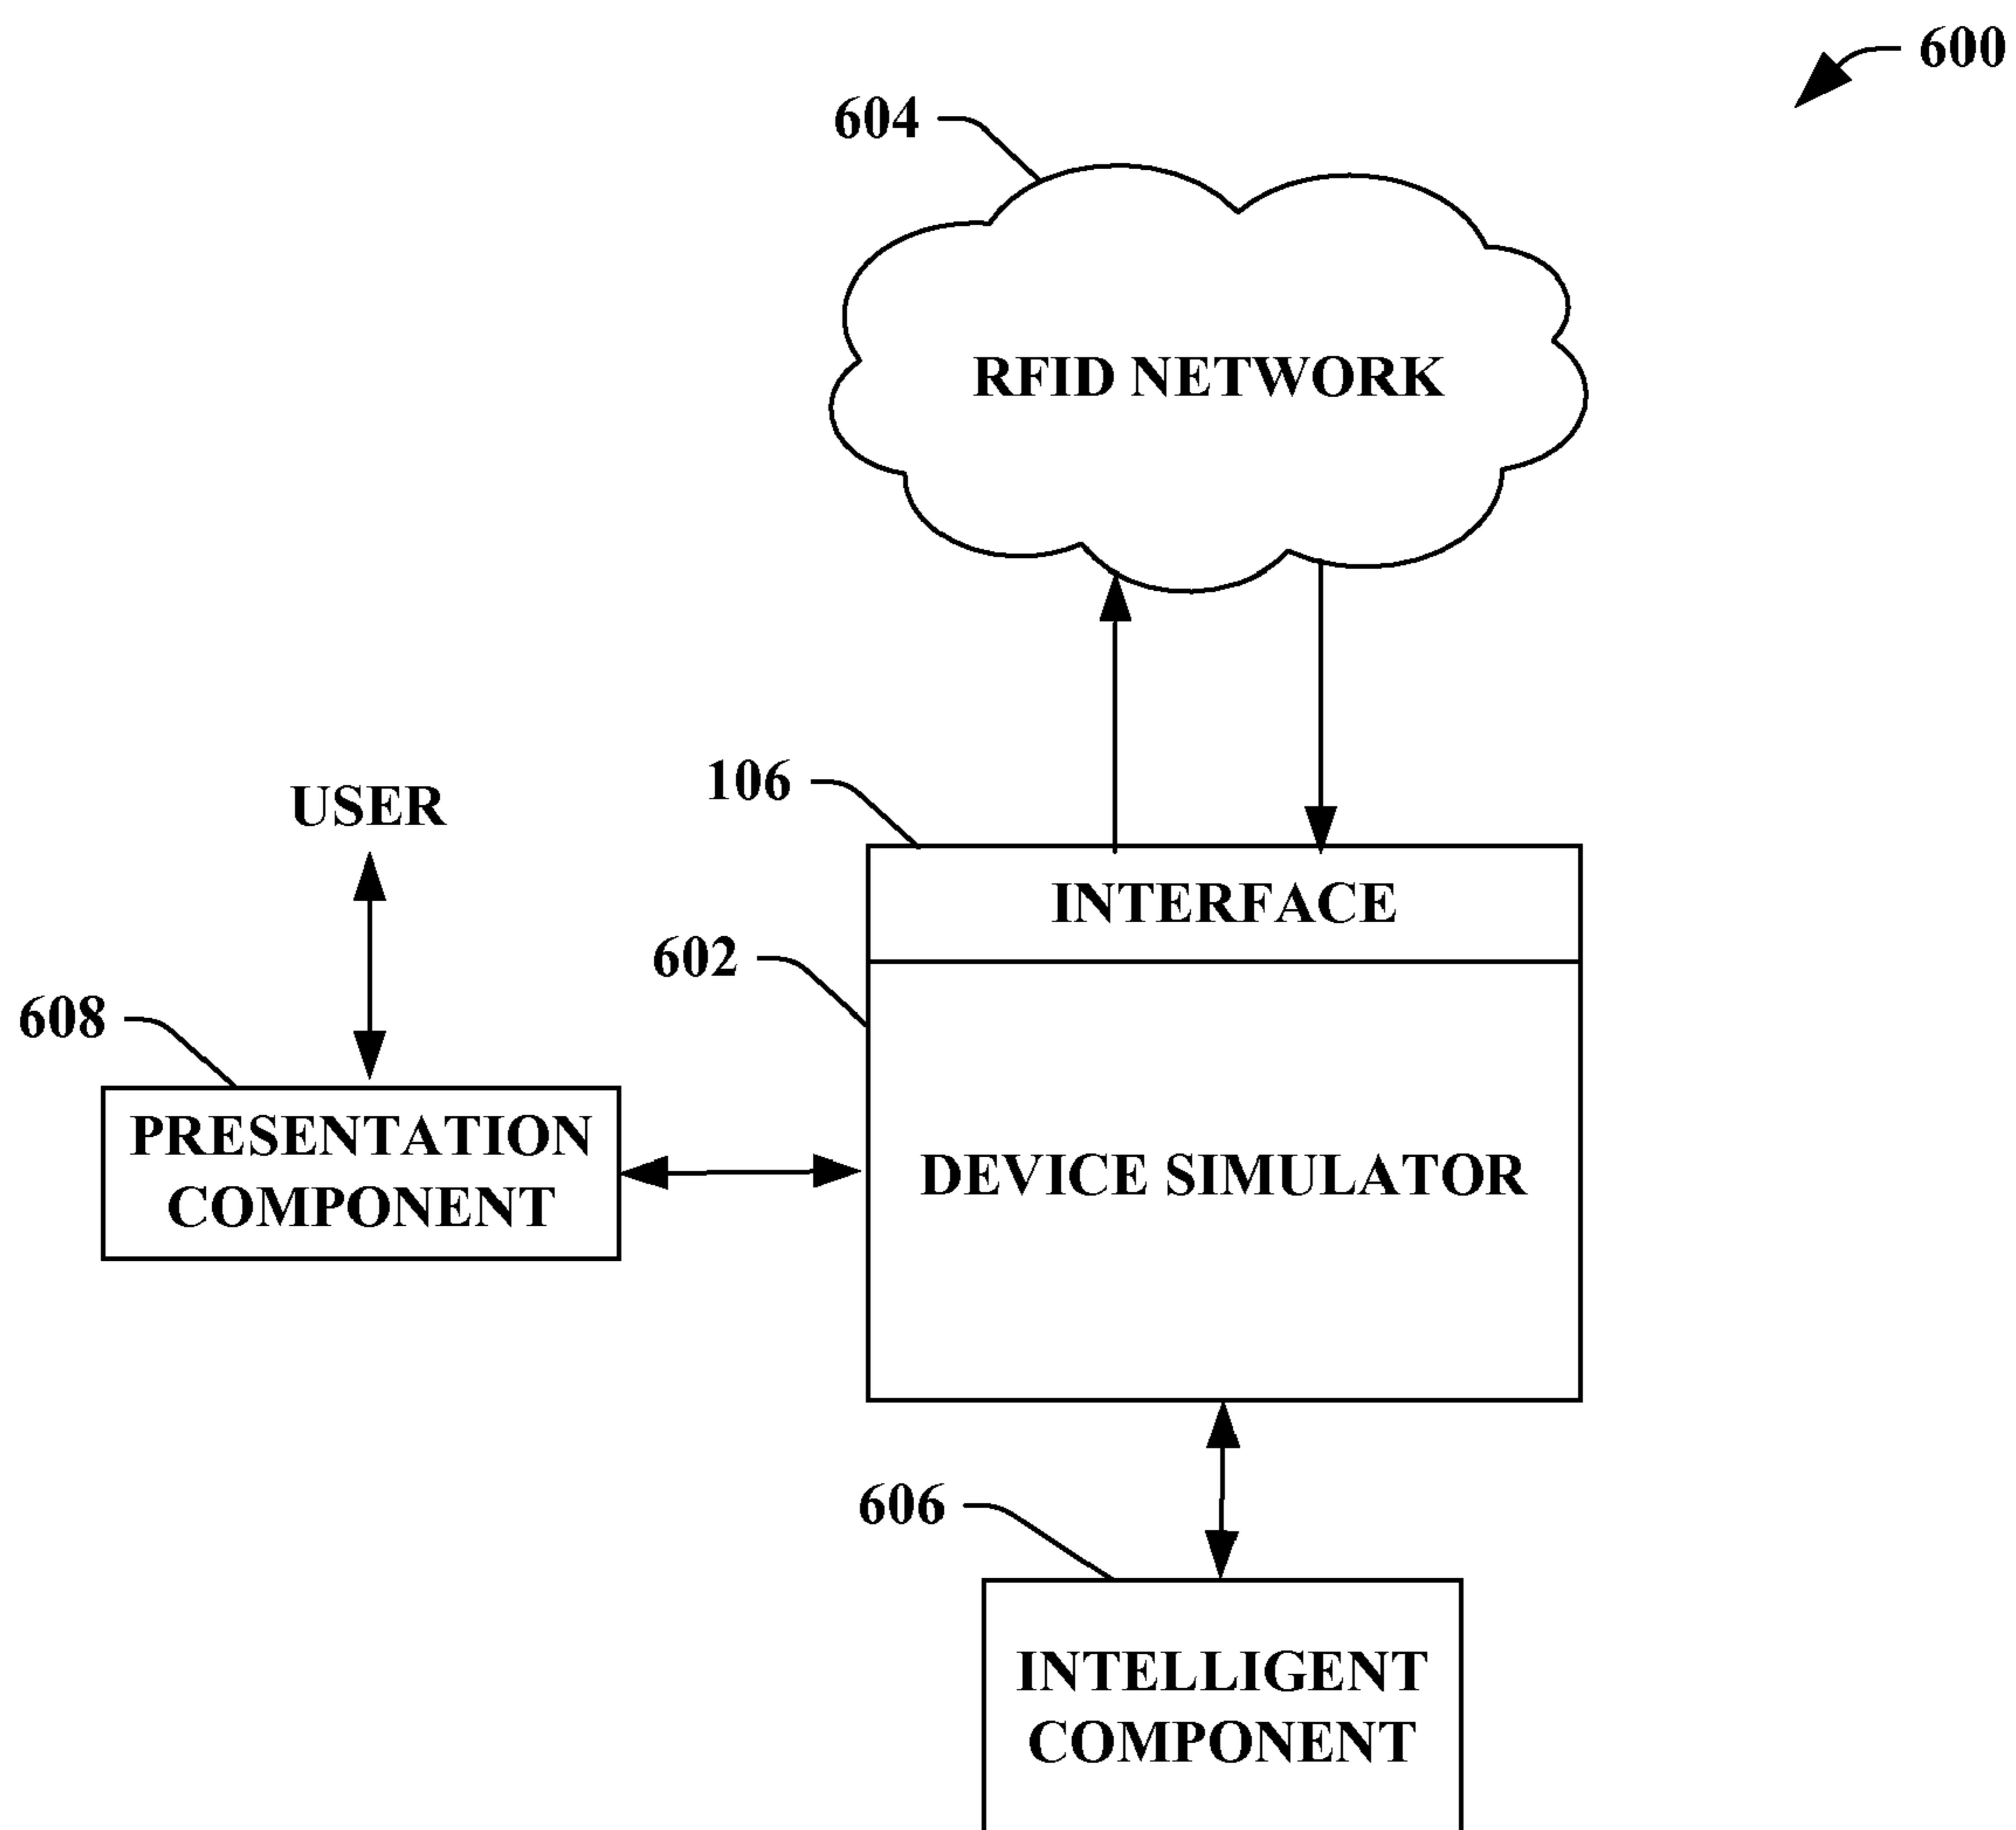 600
604
RFID NETWORK
106
USER
INTERFACE
602
608
PRESENTATION
COMPONENT
DEVICE SIMULATOR
606
INTELLIGENT
COMPONENT